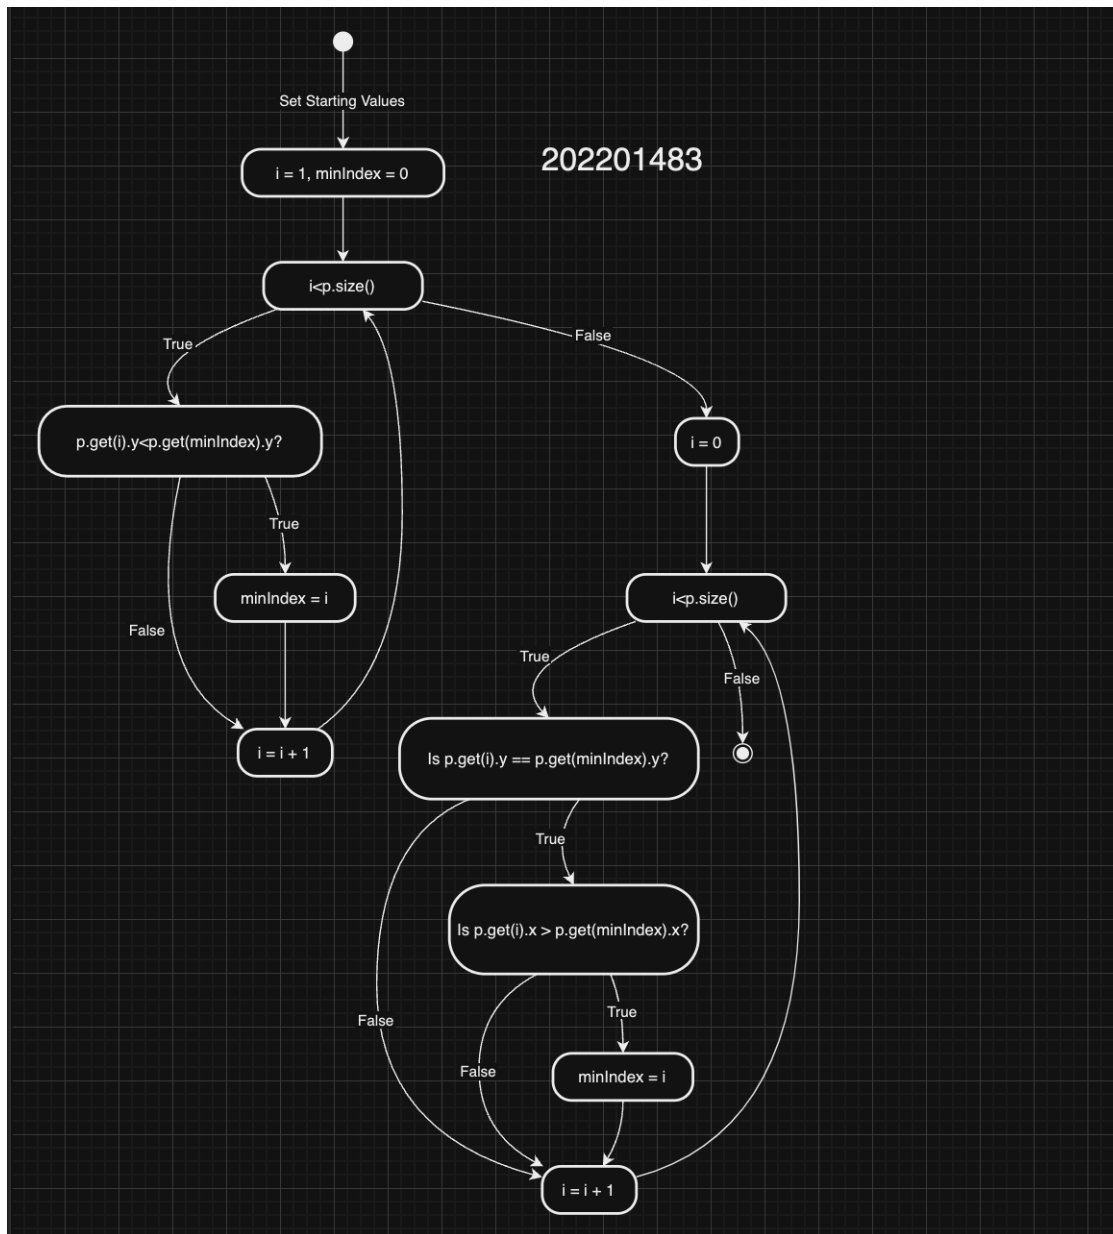 Set Starting Values
202201483
i = 1, minIndex = 0
i<p.size()
True
False
p.get(i).y<p.get(minIndex).y?
i = 0
True
minIndex = i
i<p.size()
False
True
False
i = i + 1
Is p.get(i).y == p.get(minIndex).y?
True
Is p.get(i).x > p.get(minIndex).x?
False
True
False
minIndex = i
i = i + 1